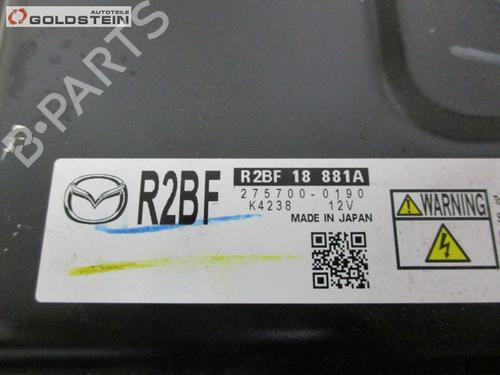 AUTOTEILE
GOLDSTEIN
B-PARTS
R2BF
R2BF 18 881A
275700-0190
K4238 12V
MADE IN JAPAN
WARNING